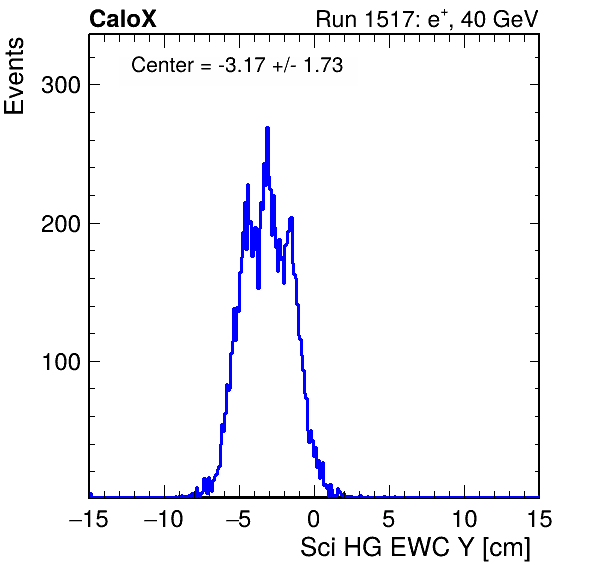 CaloX Run 1517: e⁺, 40 GeV
Center = -3.17 +/- 1.73
Events
300
200
100
−15 −10 −5 0 5 10 15
Sci HG EWC Y [cm]